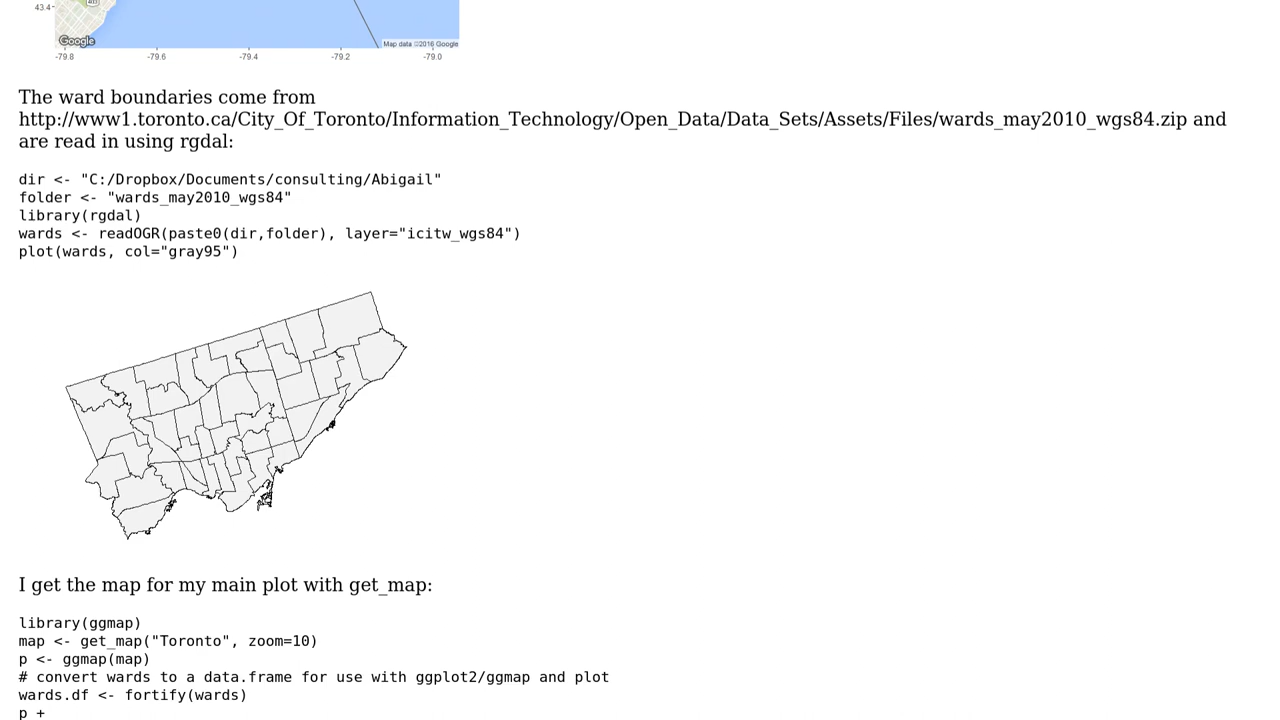 43.4
Google
Map data ©2016 Google
-79.8 -79.6 -79.4 -79.2 -79.0
The ward boundaries come from
http://www1.toronto.ca/City_Of_Toronto/Information_Technology/Open_Data/Data_Sets/Assets/Files/wards_may2010_wgs84.zip and
are read in using rgdal:
dir <- "C:/Dropbox/Documents/consulting/Abigail"
folder <- "wards_may2010_wgs84"
library(rgdal)
wards <- readOGR(paste0(dir,folder), layer="icitw_wgs84")
plot(wards, col="gray95")
I get the map for my main plot with get_map:
library(ggmap)
map <- get_map("Toronto", zoom=10)
p <- ggmap(map)
# convert wards to a data.frame for use with ggplot2/ggmap and plot
wards.df <- fortify(wards)
p +